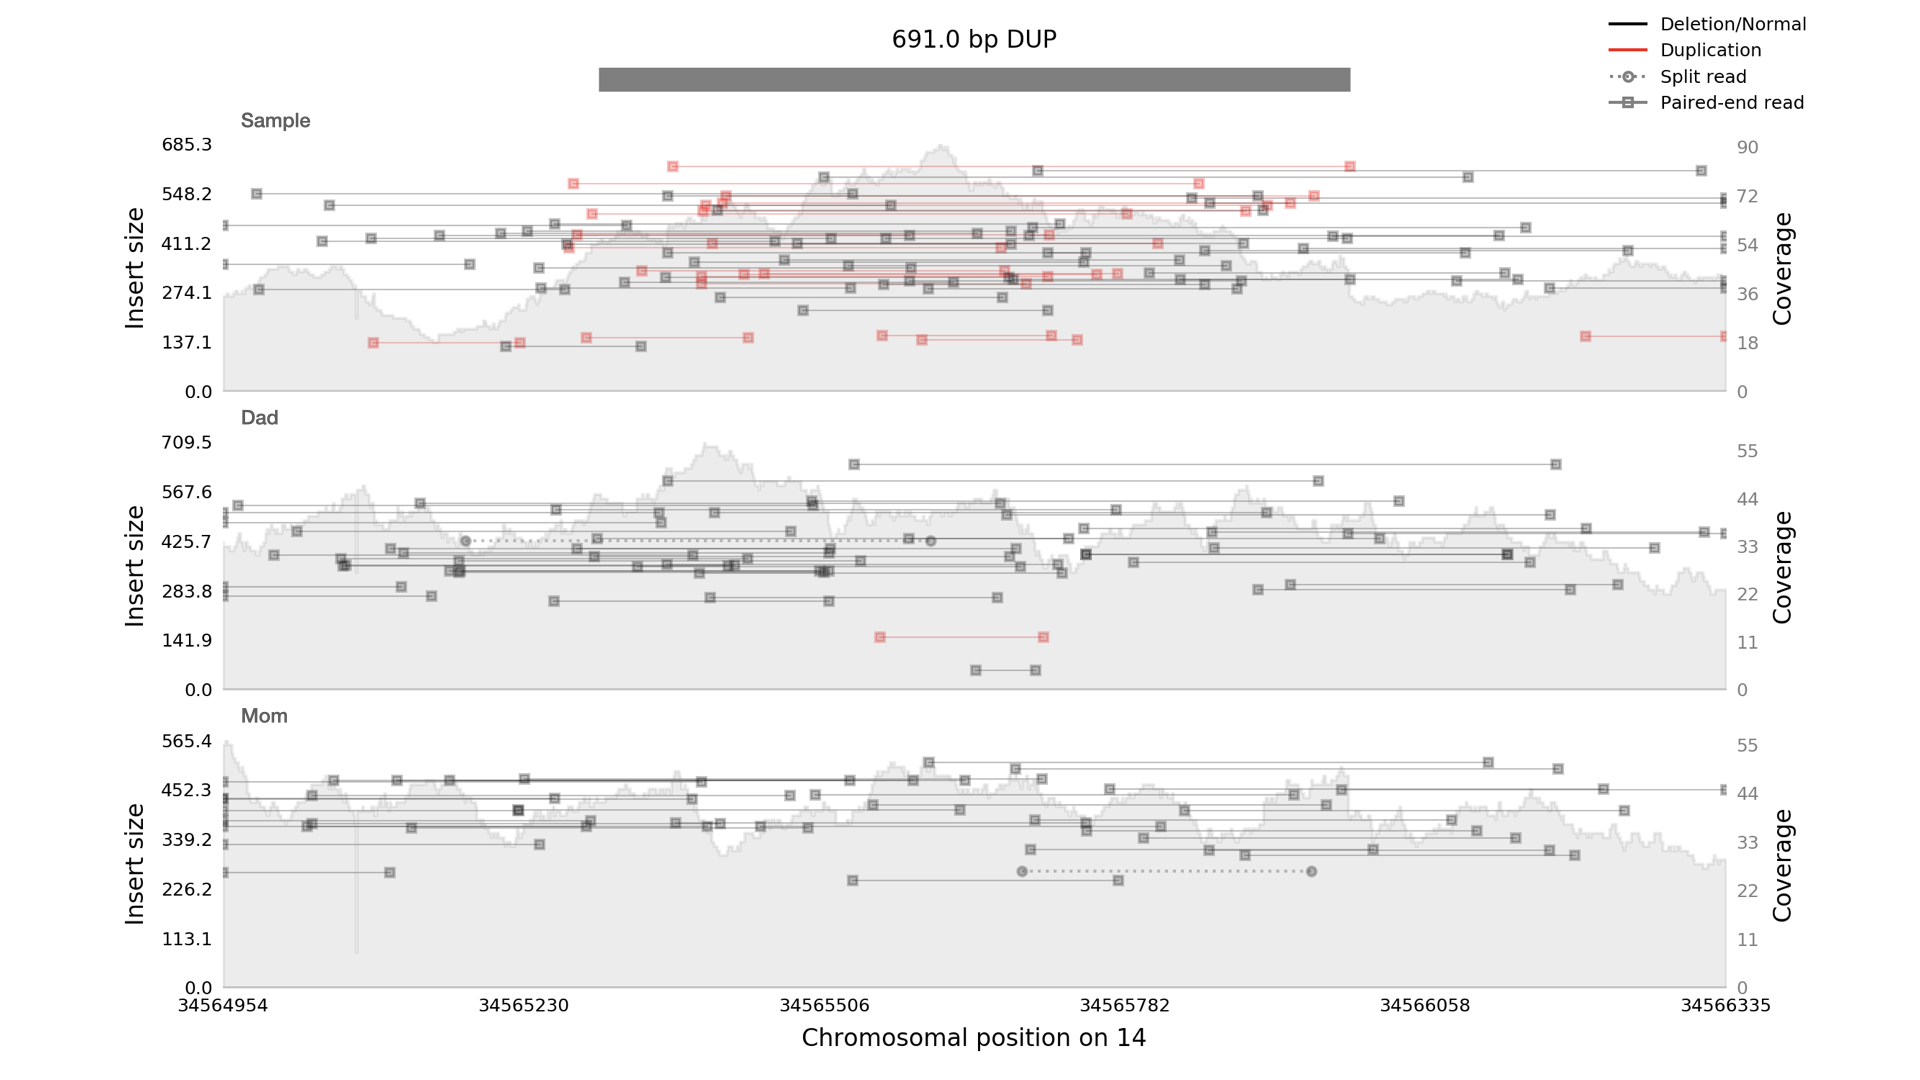 691.0 bp DUP
Deletion/Normal
Duplication
Split read
Paired-end read
Sample
685.3
548.2
411.2
274.1
137.1
0.0
Insert size
90
72
54
36
18
0
Coverage
Dad
709.5
567.6
425.7
283.8
141.9
0.0
Insert size
55
44
33
22
11
0
Coverage
Mom
565.4
452.3
339.2
226.2
113.1
0.0
Insert size
55
44
33
22
11
0
Coverage
34564954 34565230 34565506 34565782 34566058 34566335
Chromosomal position on 14